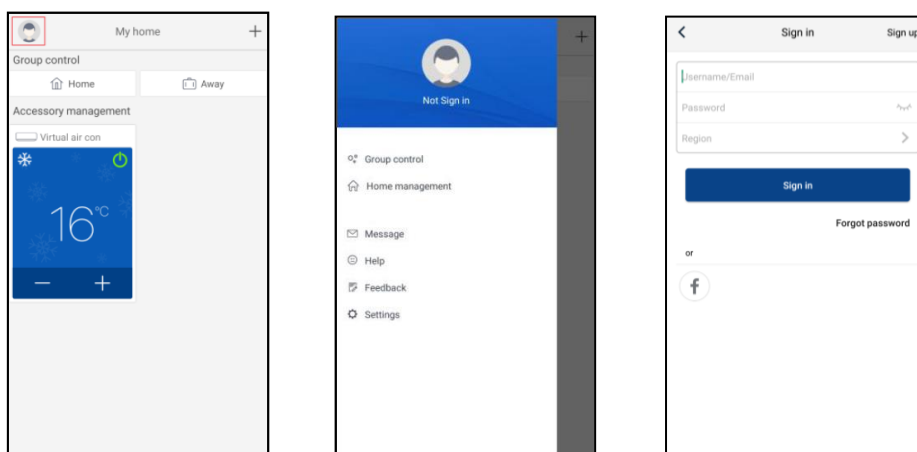 My home
+
Group control
Home
Away
Accessory management
Virtual air con
16°C
− +
Not Sign in
Group control
Home management
Message
Help
Feedback
Settings
Sign in
Sign up
Username/Email
Password
Region
Sign in
Forgot password
or
f